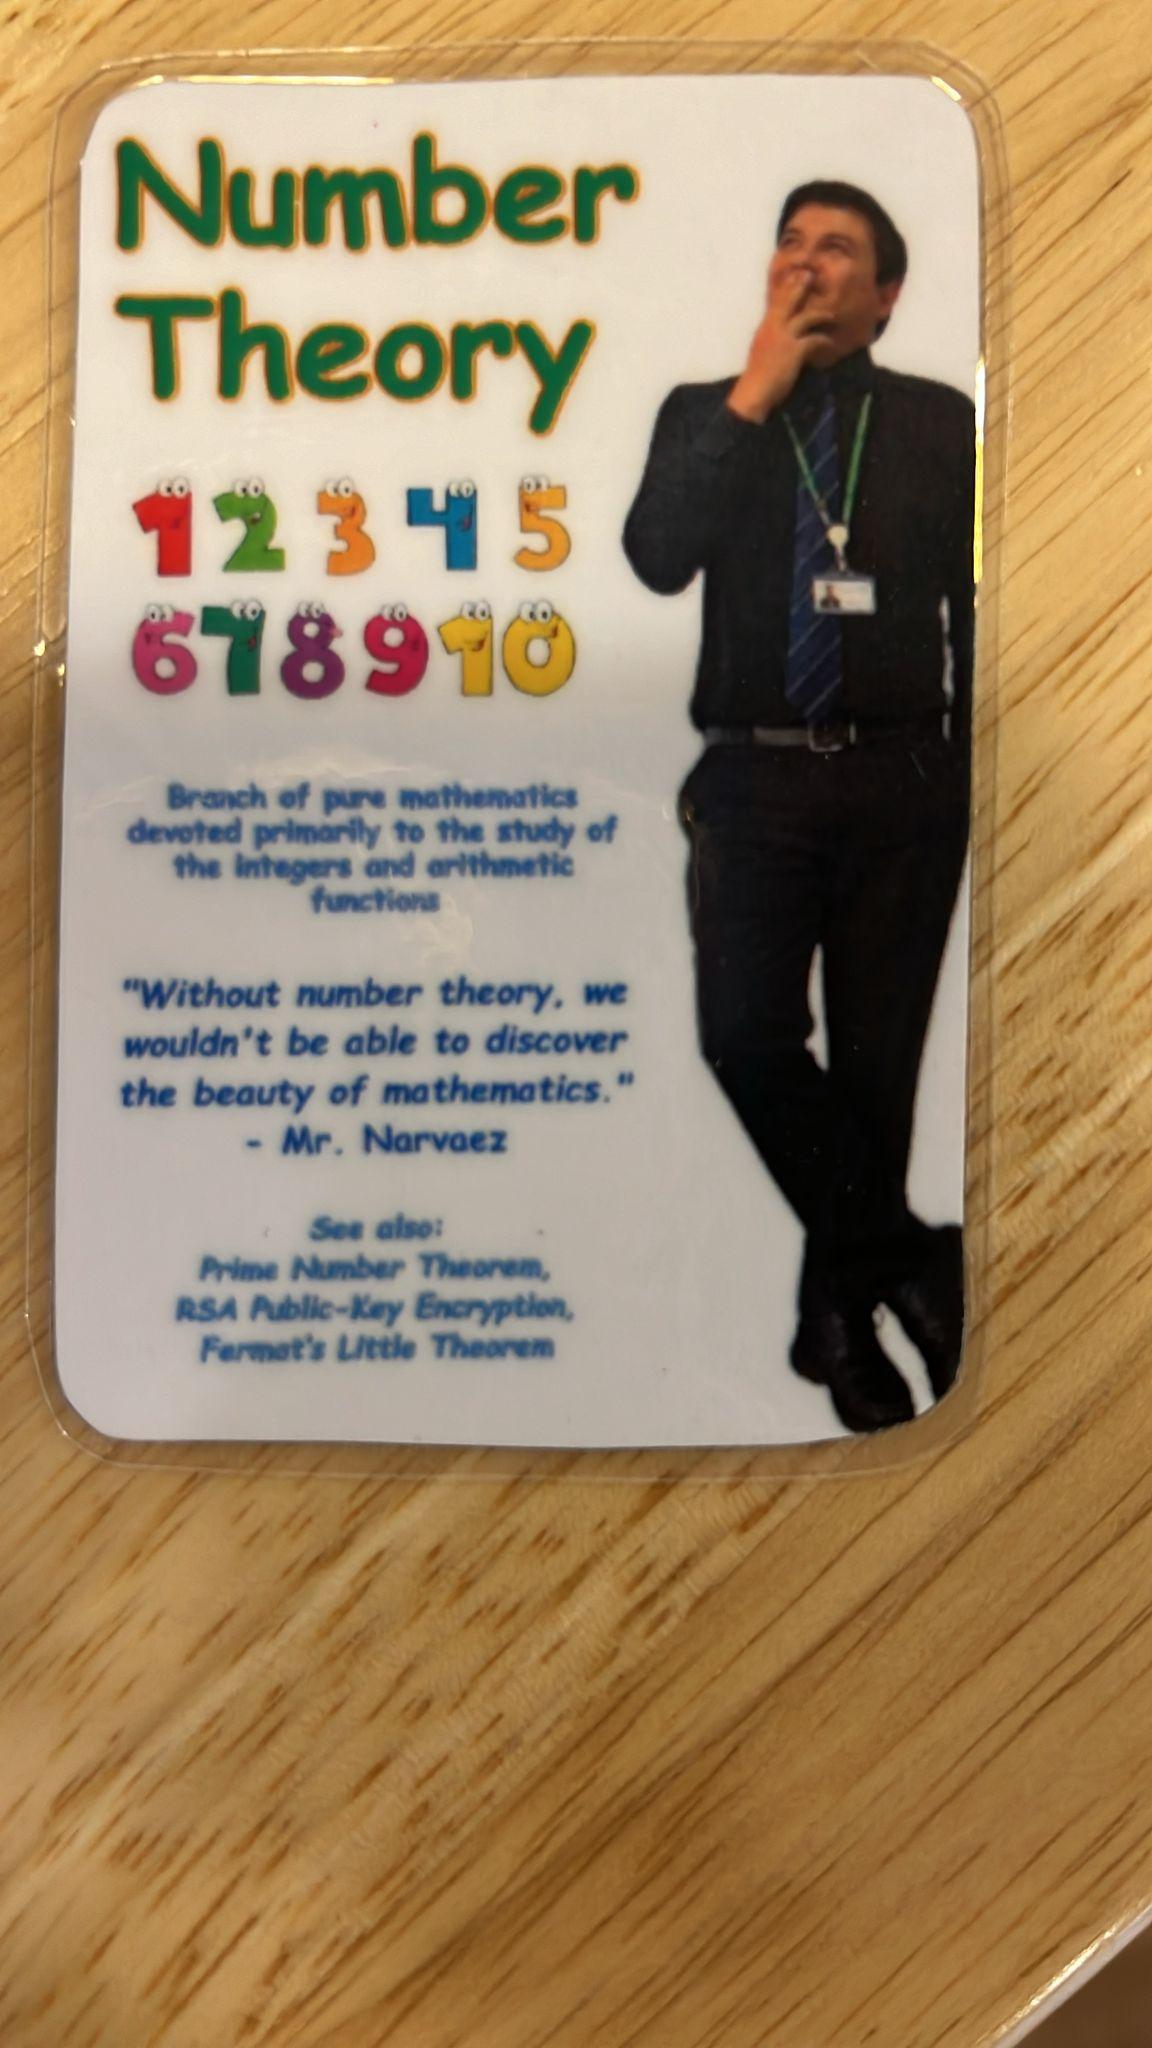 Number
Theory
1 2 3 4 5
6 7 8 9 10
Branch of pure mathematics
devoted primarily to the study of
the integers and arithmetic
functions
"Without number theory, we
wouldn't be able to discover
the beauty of mathematics."
- Mr. Narvaez
See also:
Prime Number Theorem,
RSA Public-Key Encryption,
Fermat's Little Theorem